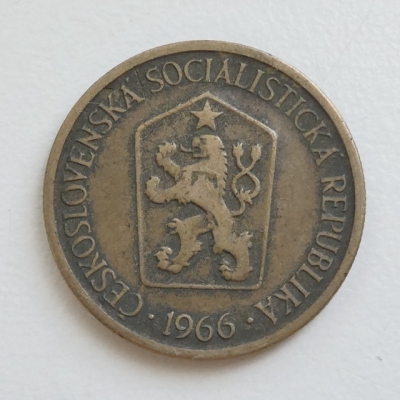 ČESKOSLOVENSKÁ SOCIALISTICKÁ REPUBLIKA
· 1966 ·